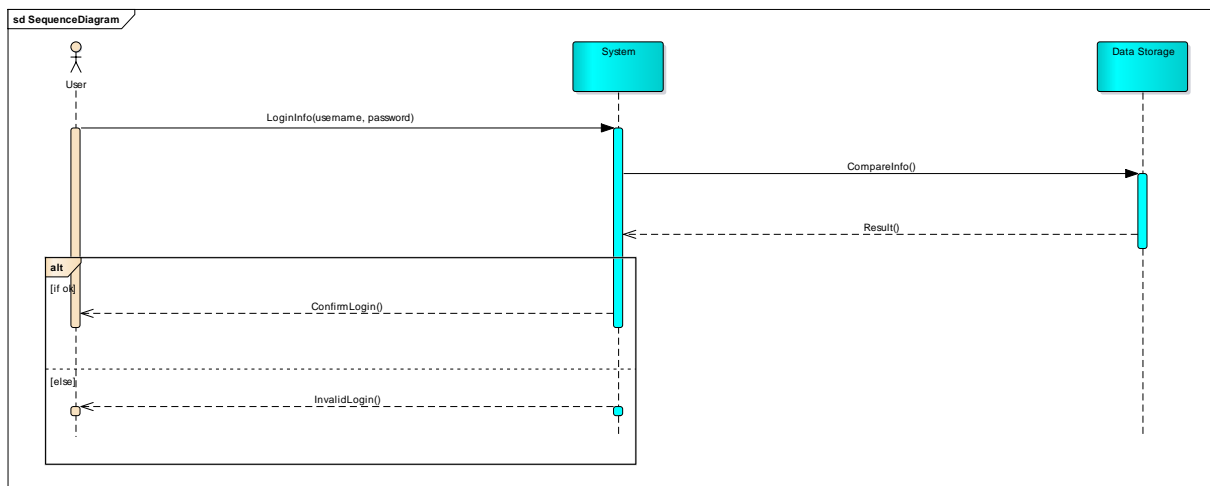 sd SequenceDiagram
User
System
Data Storage
LoginInfo(username, password)
CompareInfo()
Result()
alt
[if ok]
ConfirmLogin()
[else]
InvalidLogin()